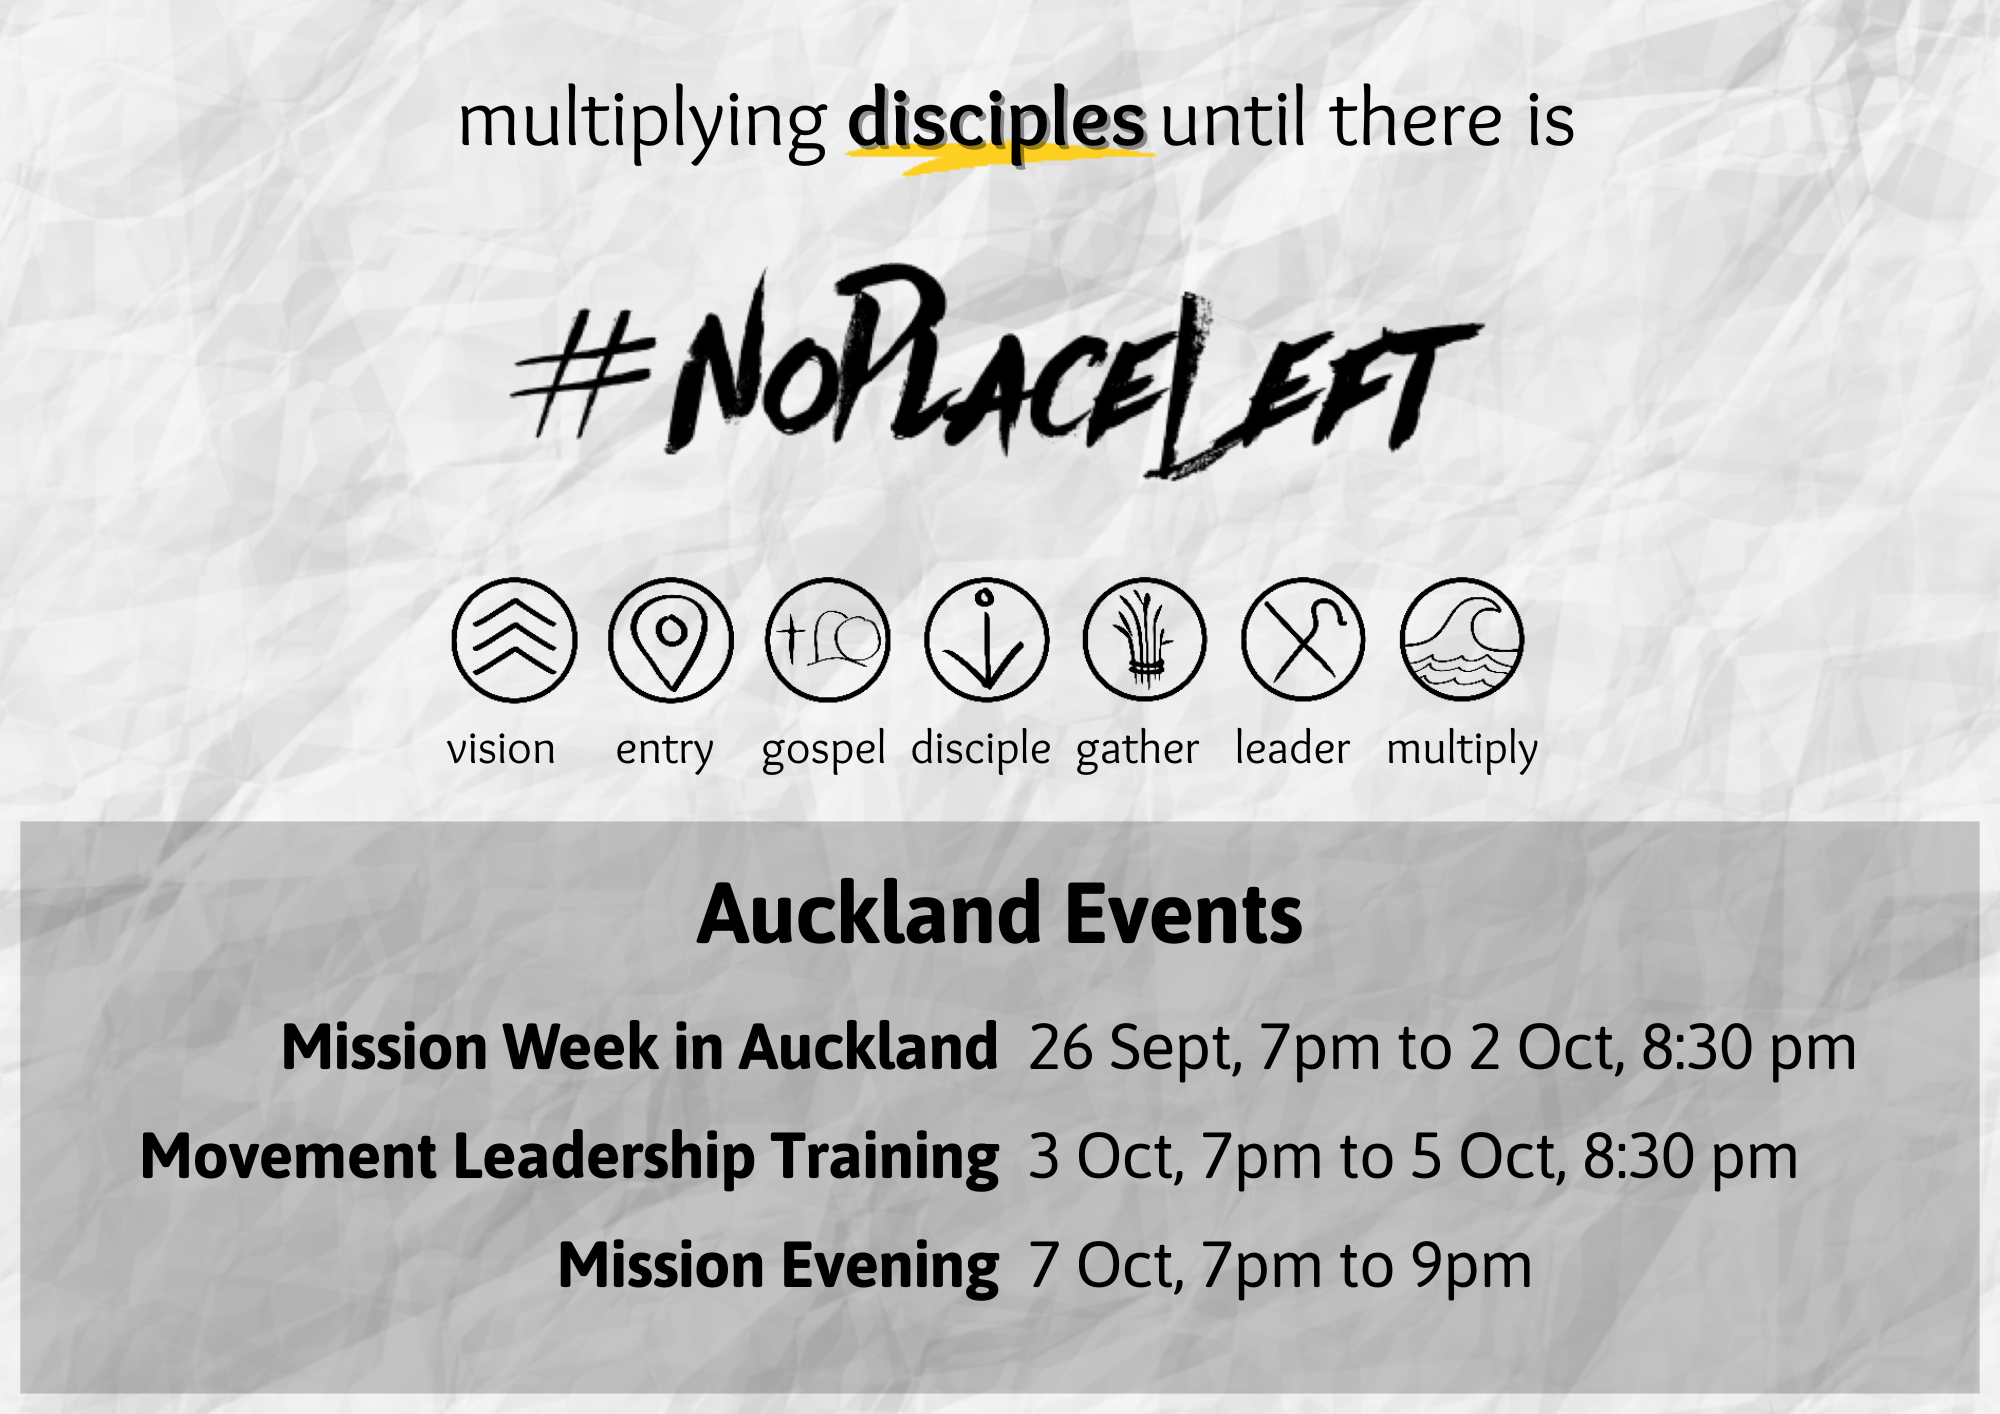 multiplying disciples until there is
#NoPlaceLeft
vision entry gospel disciple gather leader multiply
Auckland Events
Mission Week in Auckland 26 Sept, 7pm to 2 Oct, 8:30 pm
Movement Leadership Training 3 Oct, 7pm to 5 Oct, 8:30 pm
Mission Evening 7 Oct, 7pm to 9pm